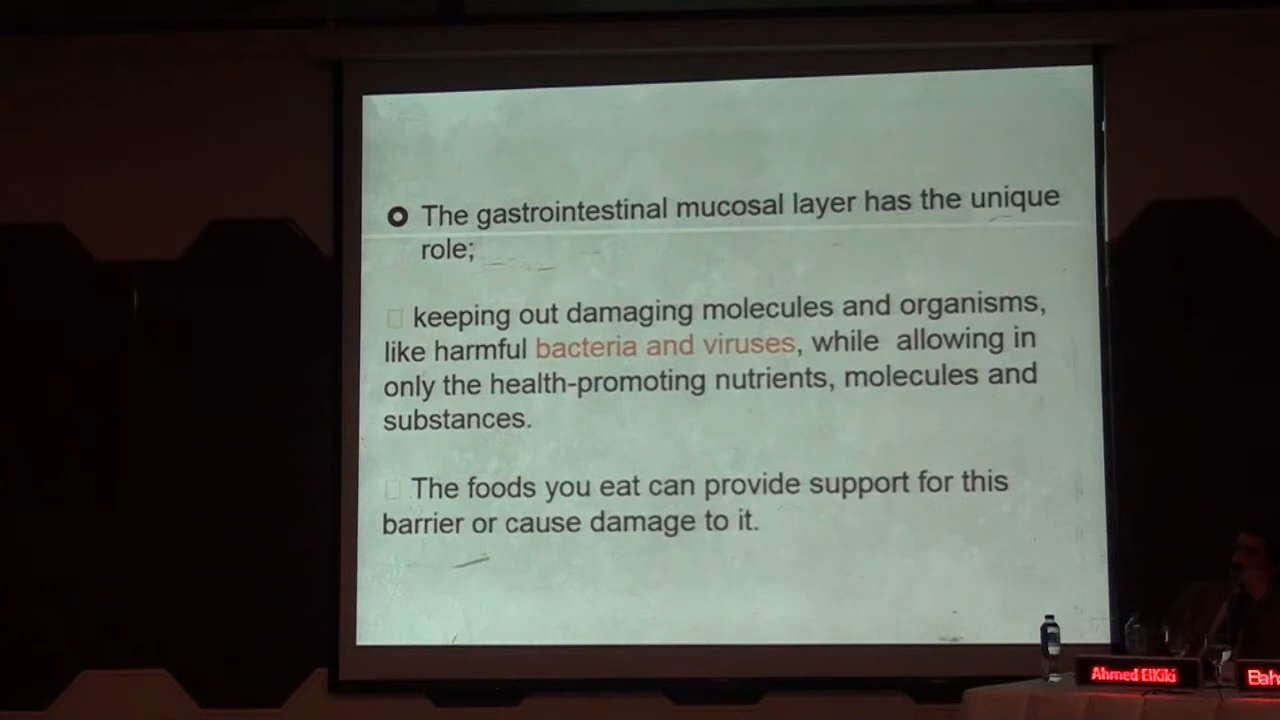 The gastrointestinal mucosal layer has the unique
role;
keeping out damaging molecules and organisms,
like harmful bacteria and viruses, while allowing in
only the health-promoting nutrients, molecules and
substances.
The foods you eat can provide support for this
barrier or cause damage to it.
Ahmed ElKiki
Bah